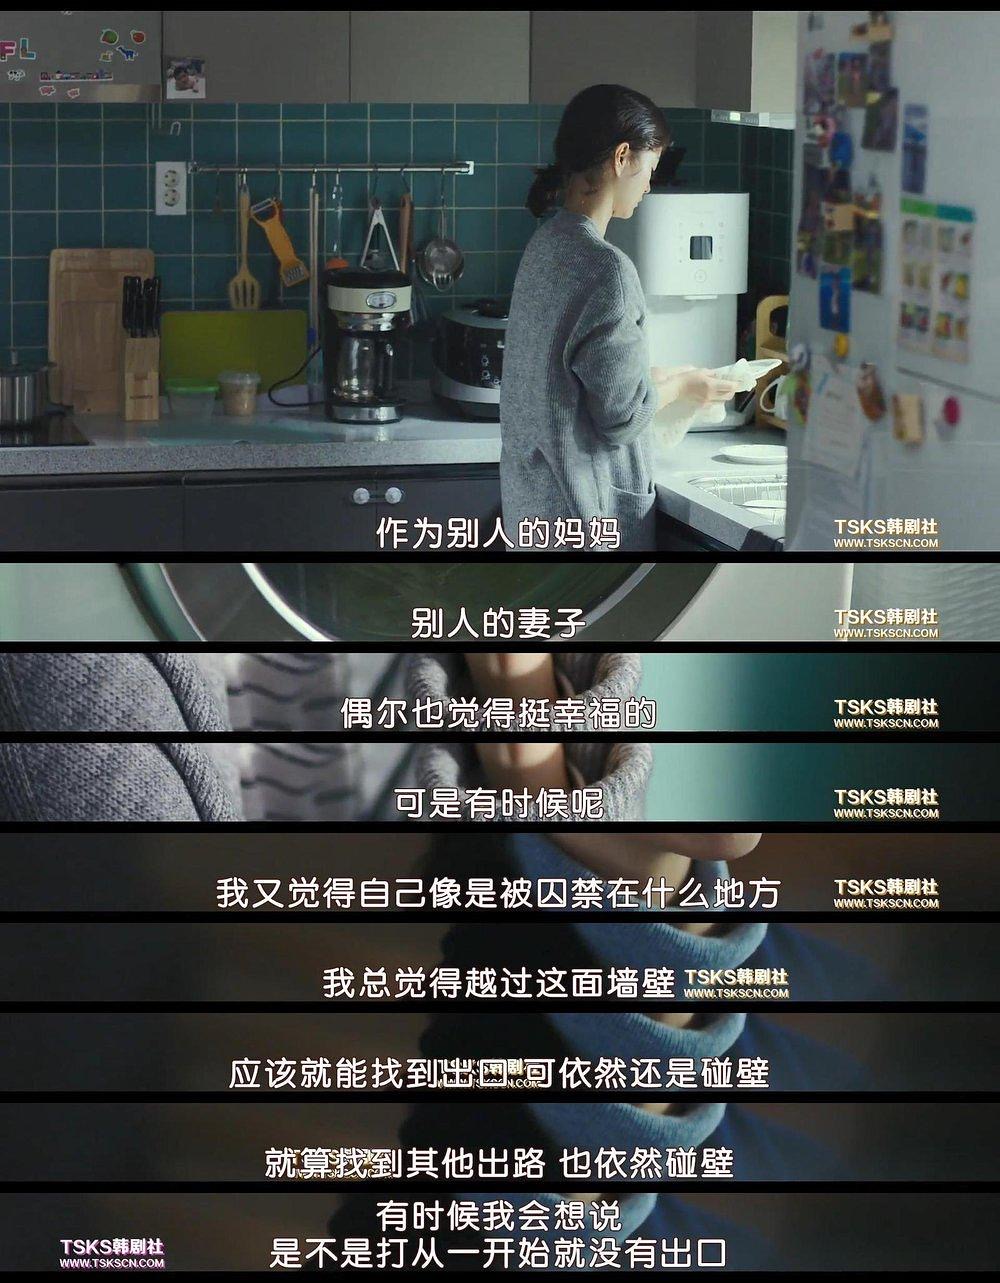 FL
作为别人的妈妈
TSKS韩剧社
WWW.TSKSCN.COM
别人的妻子
TSKS韩剧社
WWW.TSKSCN.COM
偶尔也觉得挺幸福的
TSKS韩剧社
WWW.TSKSCN.COM
可是有时候呢
TSKS韩剧社
WWW.TSKSCN.COM
我又觉得自己像是被囚禁在什么地方
TSKS韩剧社
WWW.TSKSCN.COM
我总觉得越过这面墙壁
TSKS韩剧社
WWW.TSKSCN.COM
应该就能找到出口 可依然还是碰壁
就算找到其他出路 也依然碰壁
有时候我会想说
是不是打从一开始就没有出口
TSKS韩剧社
WWW.TSKSCN.COM